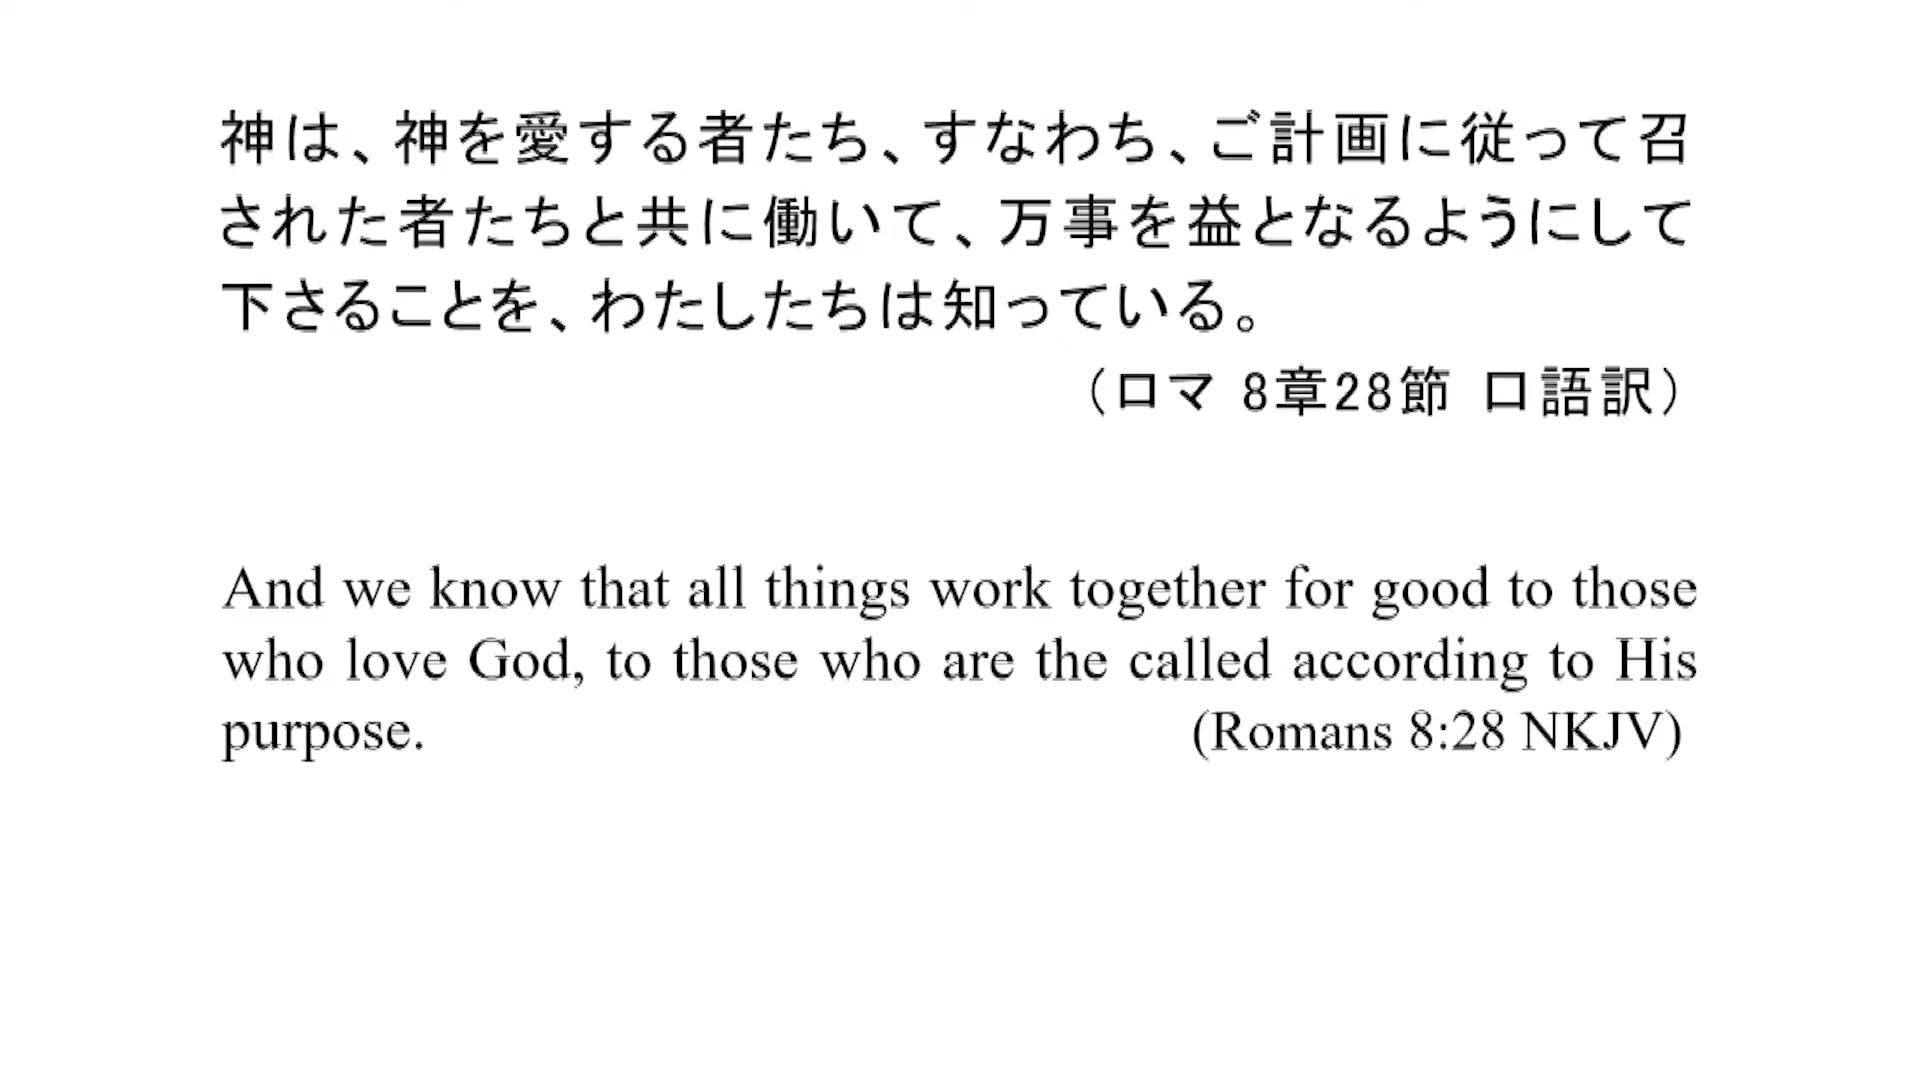 神は、神を愛する者たち、すなわち、ご計画に従って召
された者たちと共に働いて、万事を益となるようにして
下さることを、わたしたちは知っている。
（ロマ 8章28節 口語訳）
And we know that all things work together for good to those
who love God, to those who are the called according to His
purpose. (Romans 8:28 NKJV)